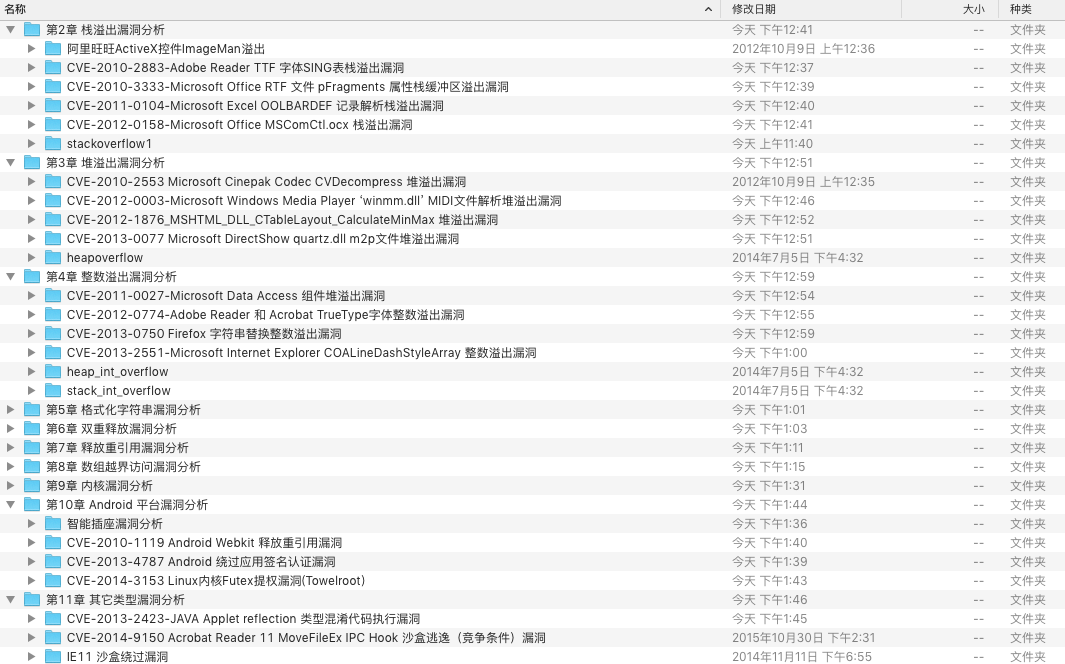 名称 修改日期 大小 种类
第2章 栈溢出漏洞分析 今天 下午12:41 -- 文件夹
阿里旺旺ActiveX控件ImageMan溢出 2012年10月9日 上午12:36 -- 文件夹
CVE-2010-2883-Adobe Reader TTF 字体SING表栈溢出漏洞 今天 下午12:37 -- 文件夹
CVE-2010-3333-Microsoft Office RTF 文件 pFragments 属性栈缓冲区溢出漏洞 今天 下午12:39 -- 文件夹
CVE-2011-0104-Microsoft Excel OOLBARDEF 记录解析栈溢出漏洞 今天 下午12:40 -- 文件夹
CVE-2012-0158-Microsoft Office MSComCtl.ocx 栈溢出漏洞 今天 下午12:41 -- 文件夹
stackoverflow1 今天 上午11:40 -- 文件夹
第3章 堆溢出漏洞分析 今天 下午12:51 -- 文件夹
CVE-2010-2553 Microsoft Cinepak Codec CVDecompress 堆溢出漏洞 2012年10月9日 上午12:35 -- 文件夹
CVE-2012-0003-Microsoft Windows Media Player ‘winmm.dll’ MIDI文件解析堆溢出漏洞 今天 下午12:46 -- 文件夹
CVE-2012-1876_MSHTML_DLL_CTableLayout_CalculateMinMax 堆溢出漏洞 今天 下午12:52 -- 文件夹
CVE-2013-0077 Microsoft DirectShow quartz.dll m2p文件堆溢出漏洞 今天 下午12:51 -- 文件夹
heapoverflow 2014年7月5日 下午4:32 -- 文件夹
第4章 整数溢出漏洞分析 今天 下午12:59 -- 文件夹
CVE-2011-0027-Microsoft Data Access 组件堆溢出漏洞 今天 下午12:54 -- 文件夹
CVE-2012-0774-Adobe Reader 和 Acrobat TrueType字体整数溢出漏洞 今天 下午12:55 -- 文件夹
CVE-2013-0750 Firefox 字符串替换整数溢出漏洞 今天 下午12:59 -- 文件夹
CVE-2013-2551-Microsoft Internet Explorer COALineDashStyleArray 整数溢出漏洞 今天 下午1:00 -- 文件夹
heap_int_overflow 2014年7月5日 下午4:32 -- 文件夹
stack_int_overflow 2014年7月5日 下午4:32 -- 文件夹
第5章 格式化字符串漏洞分析 今天 下午1:01 -- 文件夹
第6章 双重释放漏洞分析 今天 下午1:03 -- 文件夹
第7章 释放重引用漏洞分析 今天 下午1:11 -- 文件夹
第8章 数组越界访问漏洞分析 今天 下午1:15 -- 文件夹
第9章 内核漏洞分析 今天 下午1:31 -- 文件夹
第10章 Android 平台漏洞分析 今天 下午1:44 -- 文件夹
智能插座漏洞分析 今天 下午1:36 -- 文件夹
CVE-2010-1119 Android Webkit 释放重引用漏洞 今天 下午1:40 -- 文件夹
CVE-2013-4787 Android 绕过应用签名认证漏洞 今天 下午1:39 -- 文件夹
CVE-2014-3153 Linux内核Futex提权漏洞(Towelroot) 今天 下午1:43 -- 文件夹
第11章 其它类型漏洞分析 今天 下午1:46 -- 文件夹
CVE-2013-2423-JAVA Applet reflection 类型混淆代码执行漏洞 今天 下午1:45 -- 文件夹
CVE-2014-9150 Acrobat Reader 11 MoveFileEx IPC Hook 沙盒逃逸（竞争条件）漏洞 2015年10月30日 下午2:31 -- 文件夹
IE11 沙盒绕过漏洞 2014年11月11日 下午6:55 -- 文件夹